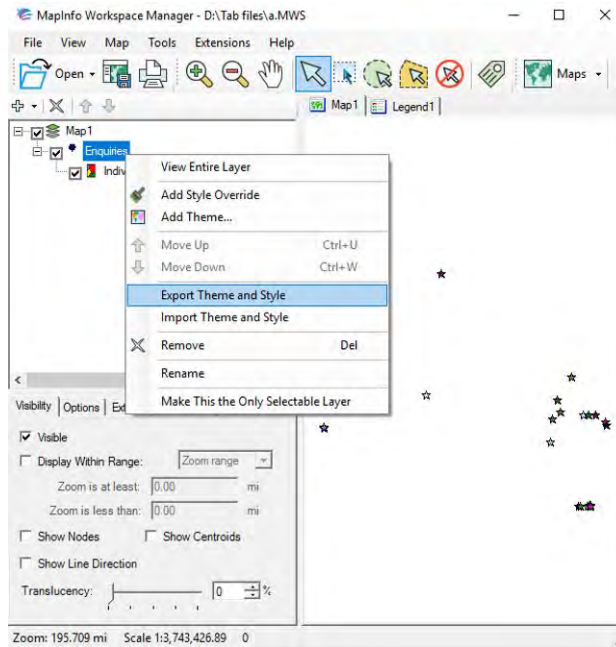 MapInfo Workspace Manager - D:\Tab files\a.MWS
File View Map Tools Extensions Help
Open Maps
Map1 Legend1
Map1
Enquiries
Indiv
View Entire Layer
Add Style Override
Add Theme...
Move Up Ctrl+U
Move Down Ctrl+W
Export Theme and Style
Import Theme and Style
Remove Del
Rename
Make This the Only Selectable Layer
Visibility Options Ex
Visible
Display Within Range: Zoom range
Zoom is at least: 0.00 mi
Zoom is less than: 0.00 mi
Show Nodes Show Centroids
Show Line Direction
Translucency: 0 %
Zoom: 195.709 mi Scale 1:3,743,426.89 0